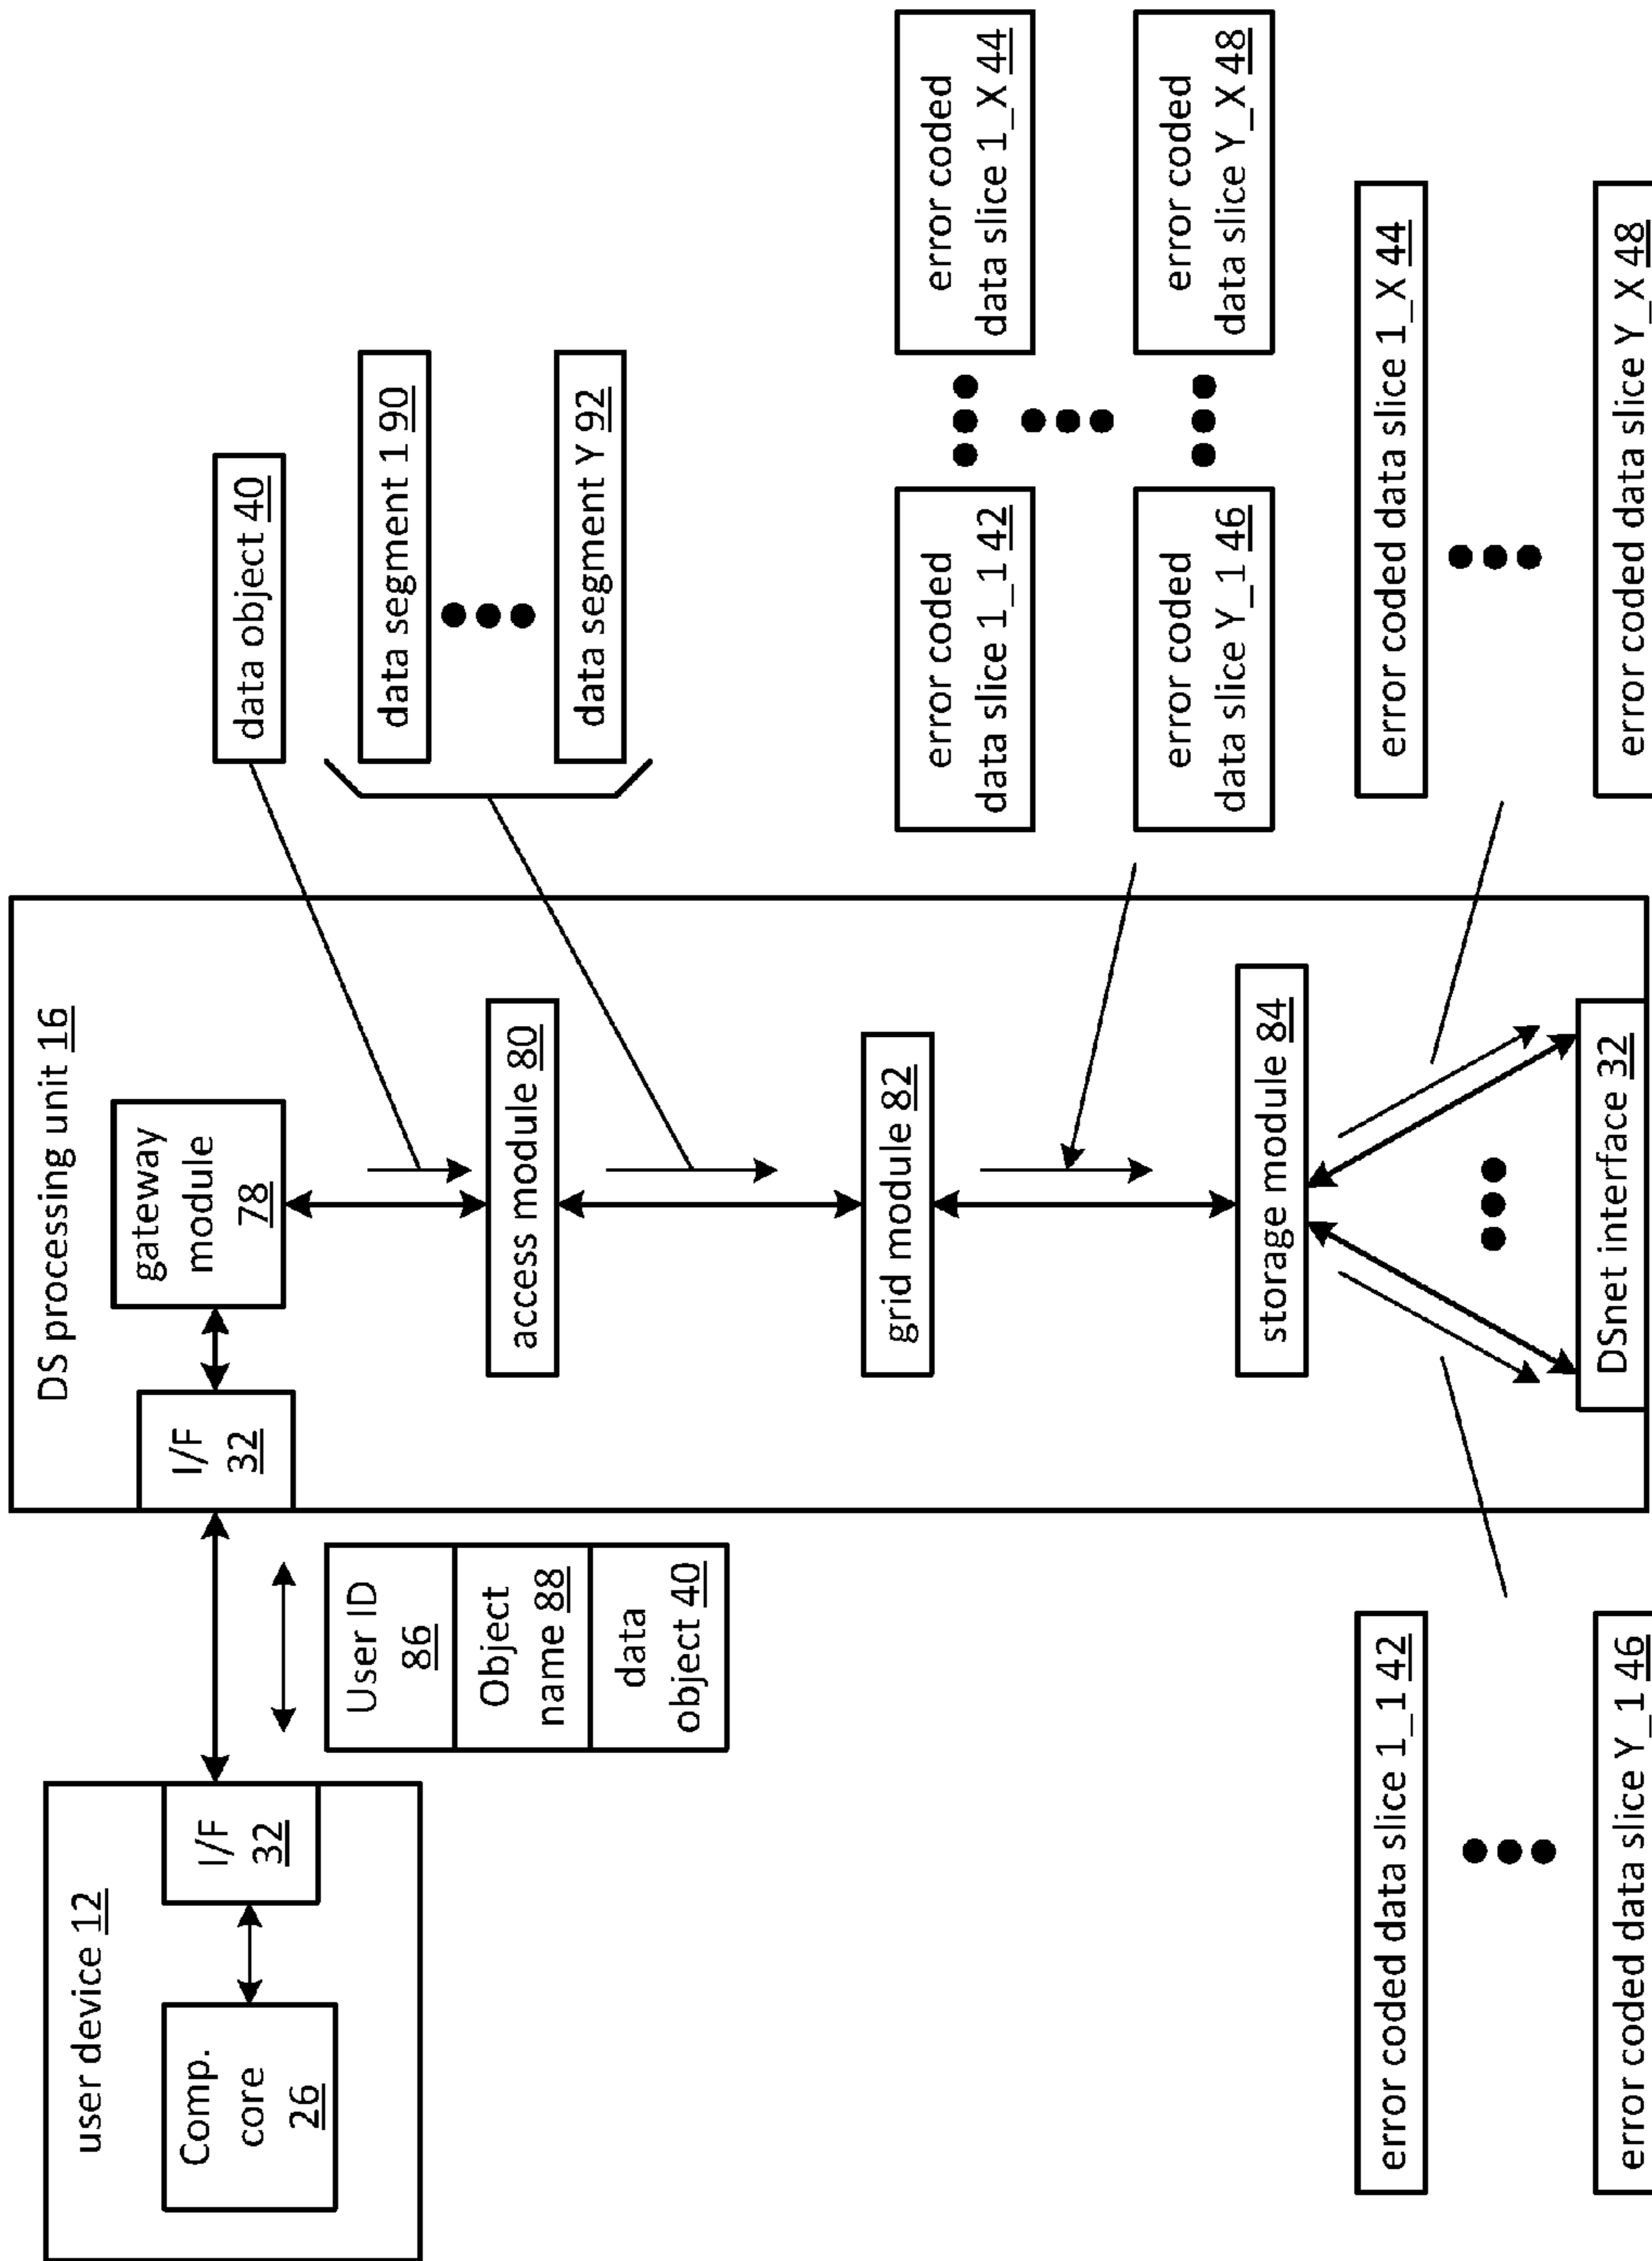 user device 12
Comp.
core
26
I/F
32
User ID
86
Object
name 88
data
object 40
DS processing unit 16
I/F
32
gateway
module
78
access module 80
grid module 82
storage module 84
DSnet interface 32
data object 40
data segment 1 90
data segment Y 92
error coded
data slice 1_1 42
error coded
data slice 1_X 44
error coded
data slice Y_1 46
error coded
data slice Y_X 48
error coded data slice 1_1 42
error coded data slice Y_1 46
error coded data slice 1_X 44
error coded data slice Y_X 48